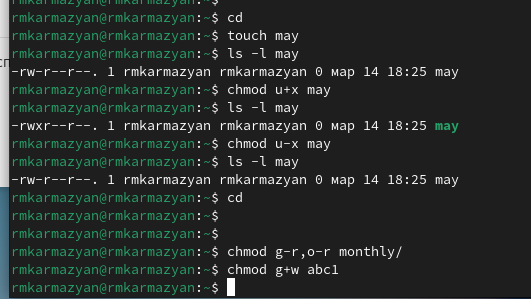 rmkarmazyan@rmkarmazyan:~$
rmkarmazyan@rmkarmazyan:~$ cd
rmkarmazyan@rmkarmazyan:~$ touch may
rmkarmazyan@rmkarmazyan:~$ ls -l may
-rw-r--r--. 1 rmkarmazyan rmkarmazyan 0 мар 14 18:25 may
rmkarmazyan@rmkarmazyan:~$ chmod u+x may
rmkarmazyan@rmkarmazyan:~$ ls -l may
-rwxr--r--. 1 rmkarmazyan rmkarmazyan 0 мар 14 18:25 may
rmkarmazyan@rmkarmazyan:~$ chmod u-x may
rmkarmazyan@rmkarmazyan:~$ ls -l may
-rw-r--r--. 1 rmkarmazyan rmkarmazyan 0 мар 14 18:25 may
rmkarmazyan@rmkarmazyan:~$ cd
rmkarmazyan@rmkarmazyan:~$
rmkarmazyan@rmkarmazyan:~$
rmkarmazyan@rmkarmazyan:~$ chmod g-r,o-r monthly/
rmkarmazyan@rmkarmazyan:~$ chmod g+w abc1
rmkarmazyan@rmkarmazyan:~$